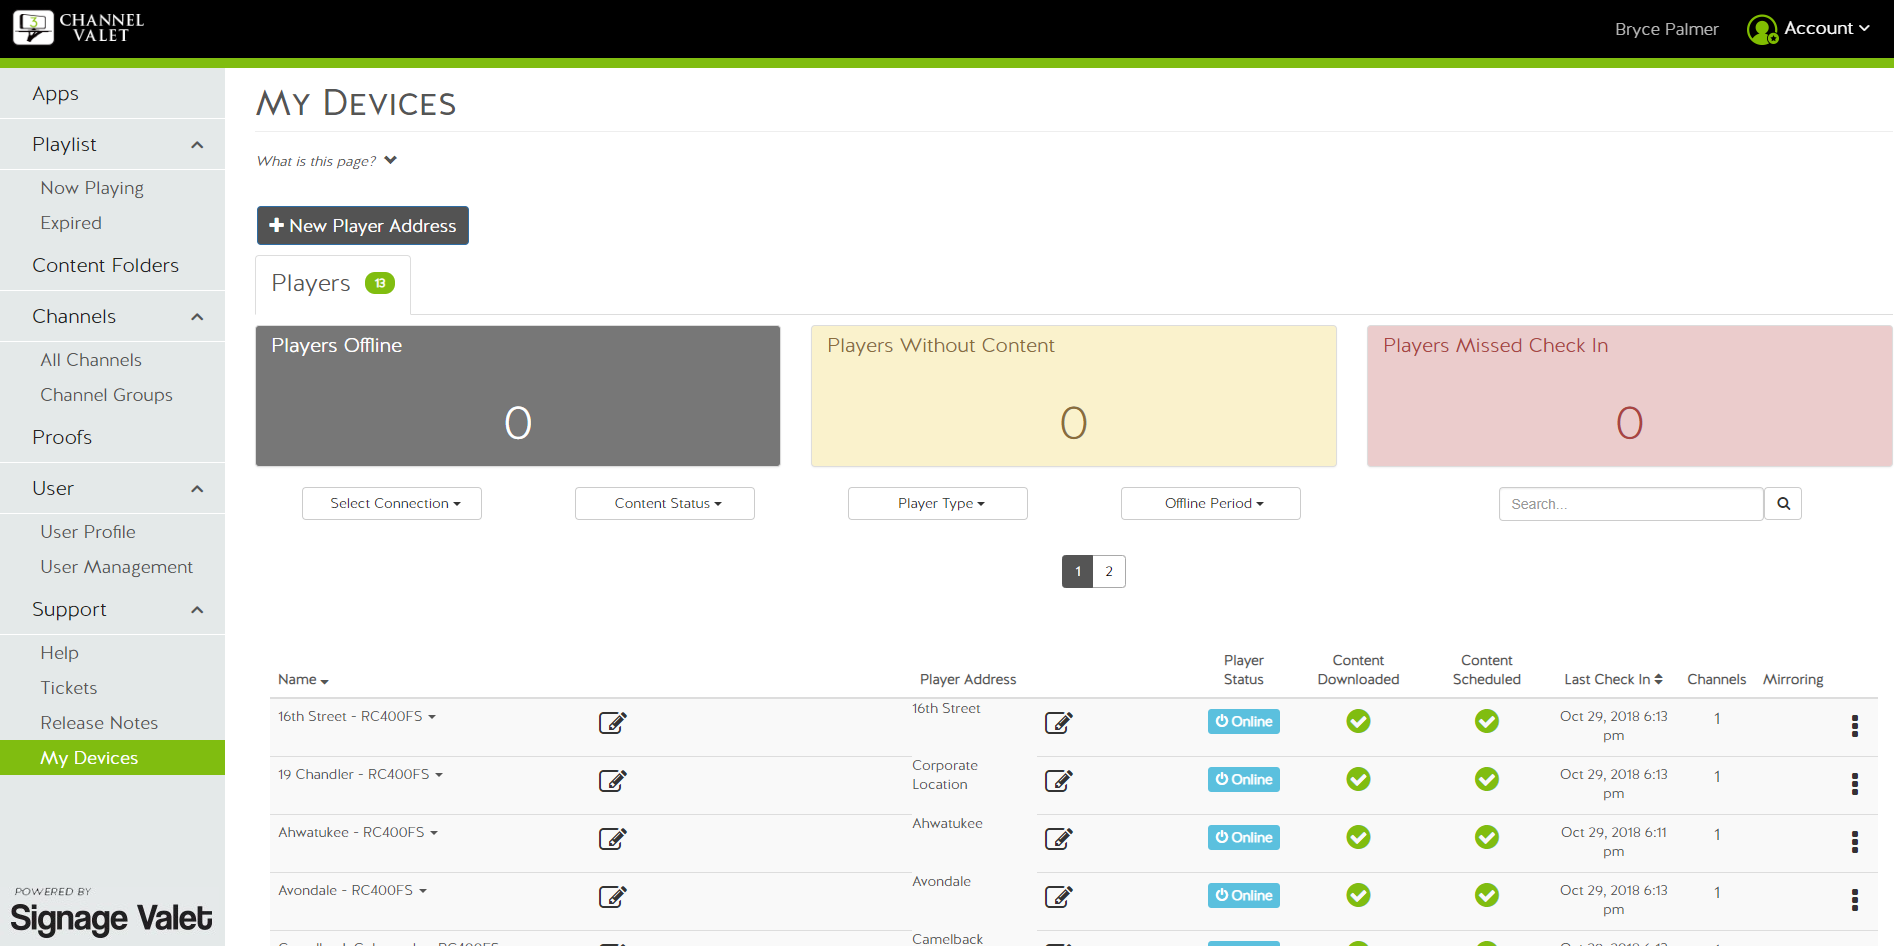 3
CHANNEL
VALET
Bryce Palmer
Account
Apps
Playlist
Now Playing
Expired
Content Folders
Channels
All Channels
Channel Groups
Proofs
User
User Profile
User Management
Support
Help
Tickets
Release Notes
My Devices
POWERED BY
Signage Valet
My Devices
What is this page?
New Player Address
Players 13
Players Offline
0
Players Without Content
0
Players Missed Check In
0
Select Connection
Content Status
Player Type
Offline Period
Search...
1 2
Name
Player Address
Player
Status
Content
Downloaded
Content
Scheduled
Last Check In
Channels
Mirroring
16th Street - RC400FS
16th Street
Online
Oct 29, 2018 6:13
pm
1
19 Chandler - RC400FS
Corporate
Location
Online
Oct 29, 2018 6:13
pm
1
Ahwatukee - RC400FS
Ahwatukee
Online
Oct 29, 2018 6:11
pm
1
Avondale - RC400FS
Avondale
Online
Oct 29, 2018 6:13
pm
1
Camelback